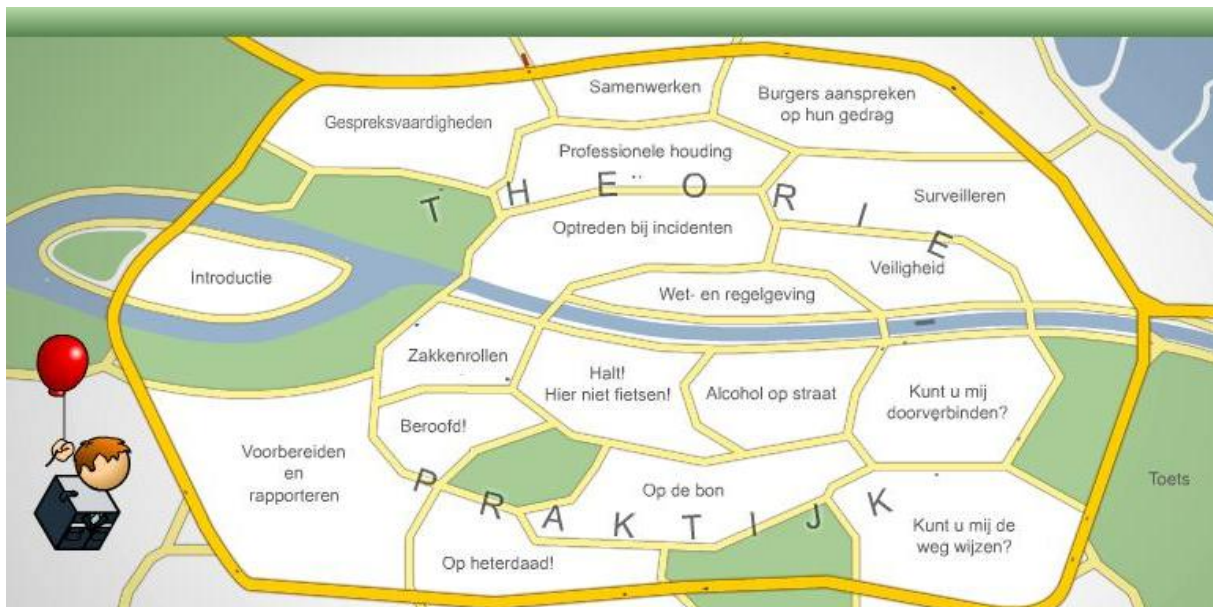 Samenwerken
Burgers aanspreken
op hun gedrag
Gespreksvaardigheden
Professionele houding
THEORIE
Surveilleren
Optreden bij incidenten
Veiligheid
Introductie
Wet- en regelgeving
Zakkenrollen
Halt!
Hier niet fietsen!
Alcohol op straat
Kunt u mij
doorverbinden?
Beroofd!
Voorbereiden
en
rapporteren
Op de bon
Toets
PRAKTIJK
Kunt u mij de
weg wijzen?
Op heterdaad!